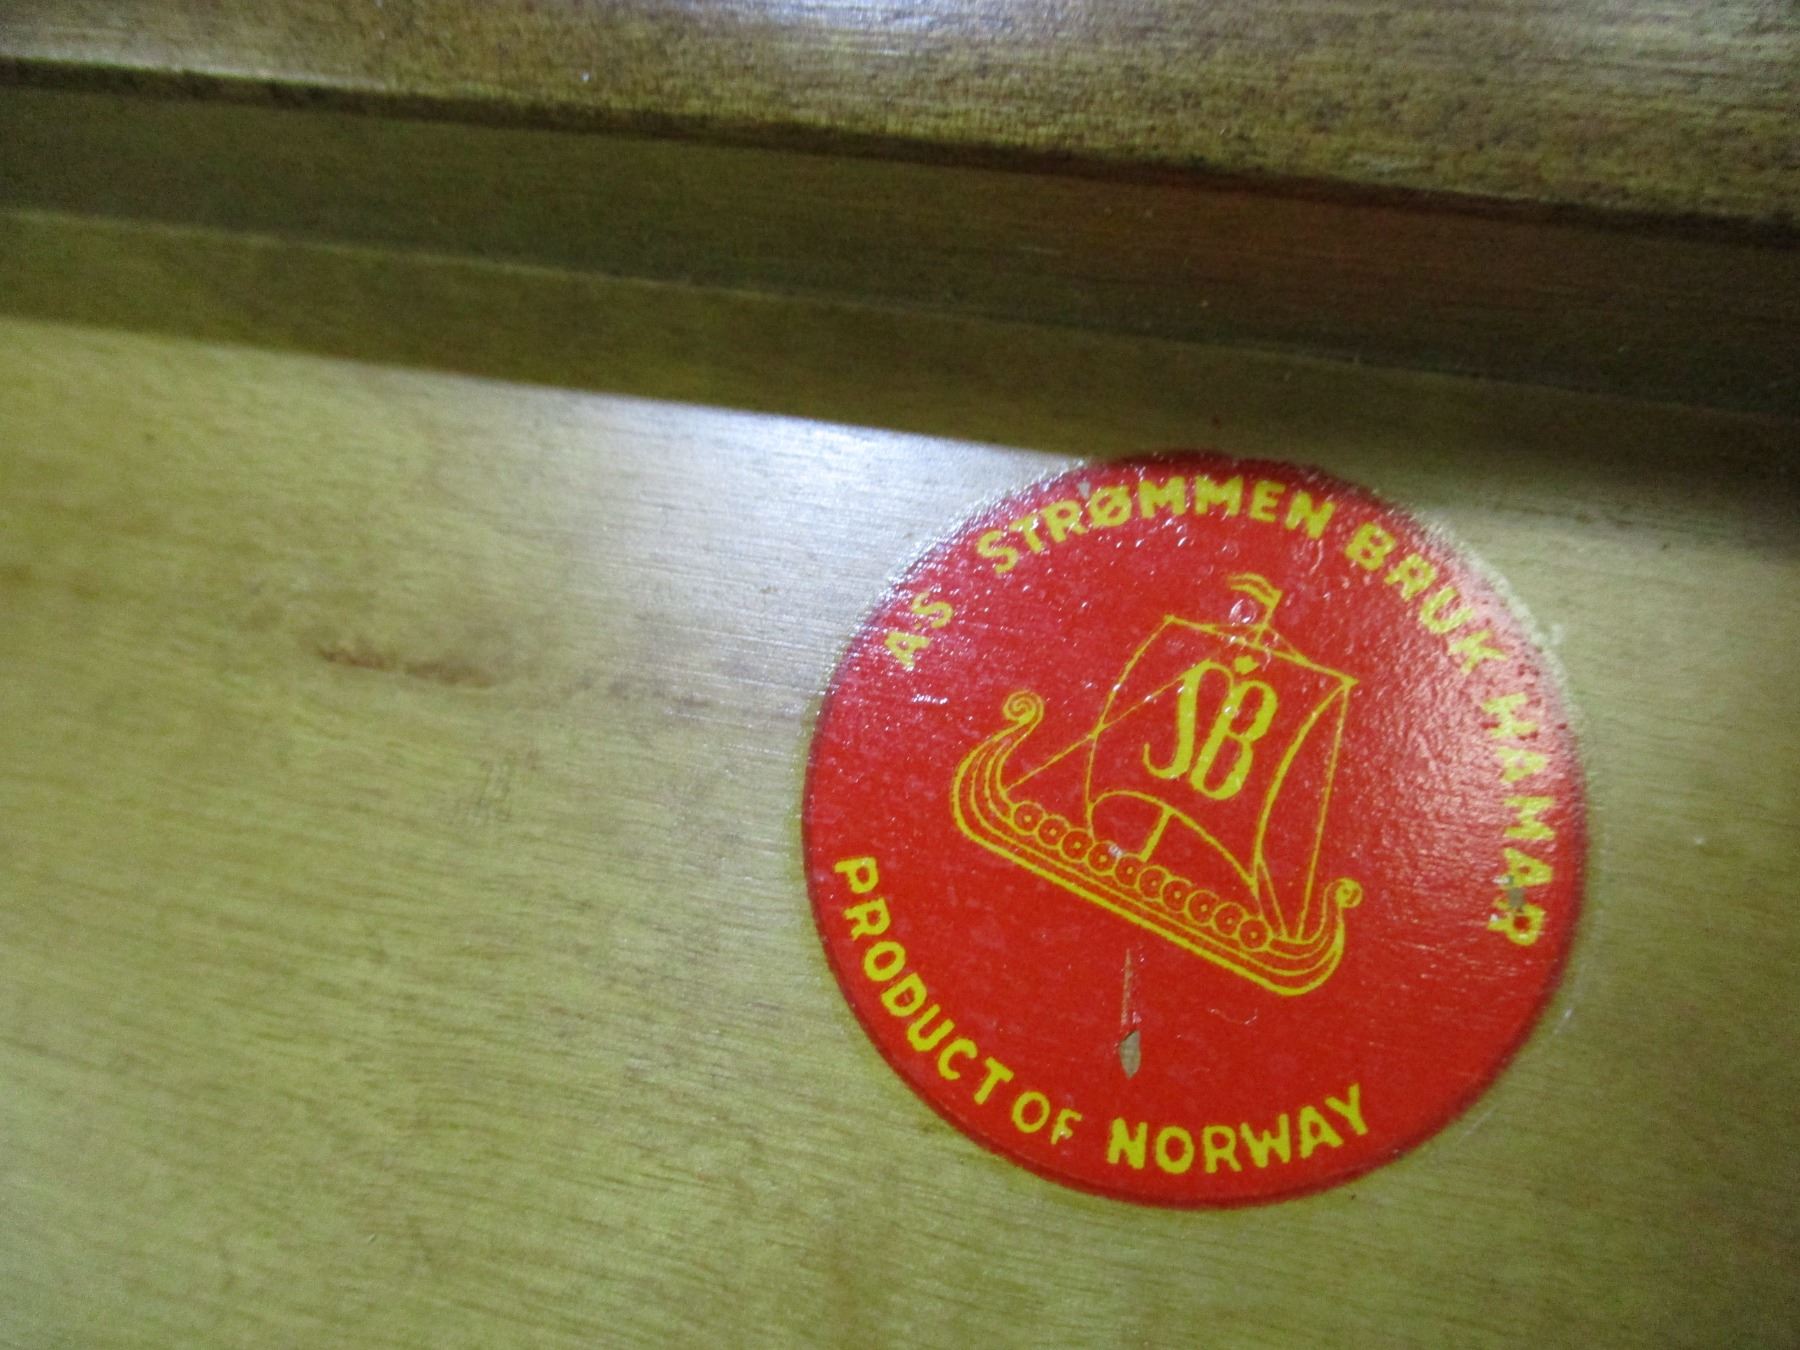 AS STRØMMEN BRUK HAMAR
SB
PRODUCT OF NORWAY